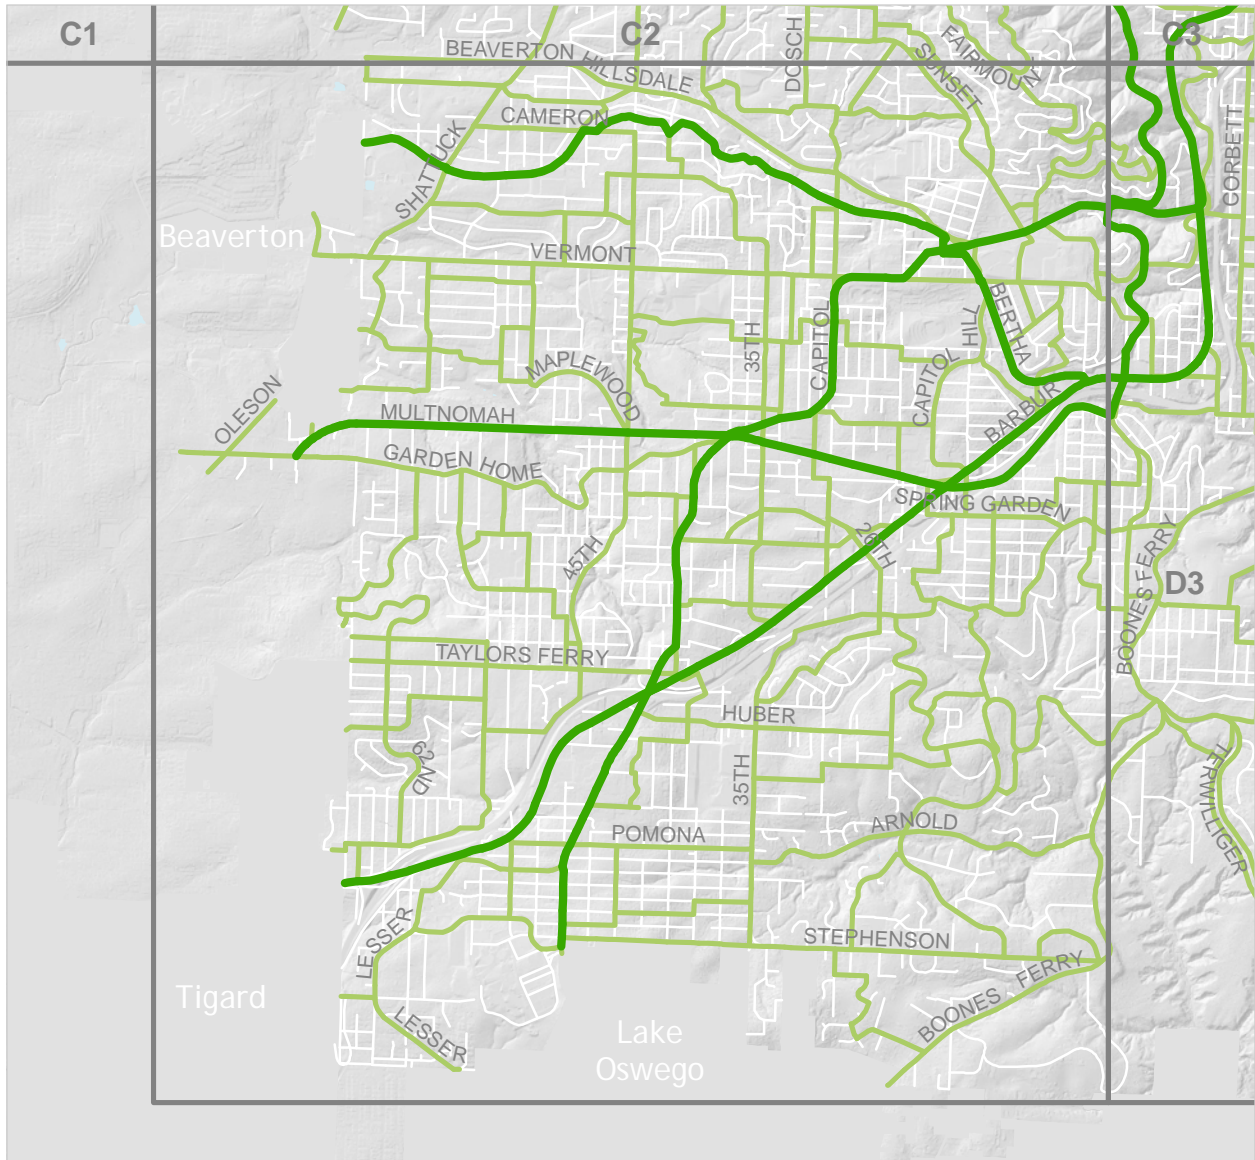 C1
C2
C3
BEAVERTON HILLSDALE
DOSCH
SUNSET
FAIRMOUNT
CAMERON
SHATTUCK
CORBETT
Beaverton
VERMONT
CAPITOL
35TH
HILL
BERTHA
CAPITOL
MAPLEWOOD
OLESON
MULTNOMAH
BARBUR
GARDEN HOME
SPRING GARDEN
26TH
45TH
BOONES FERRY
D3
TAYLORS FERRY
HUBER
62ND
35TH
TERWILLIGER
POMONA
ARNOLD
LESSER
STEPHENSON
BOONES FERRY
Tigard
LESSER
Lake
Oswego